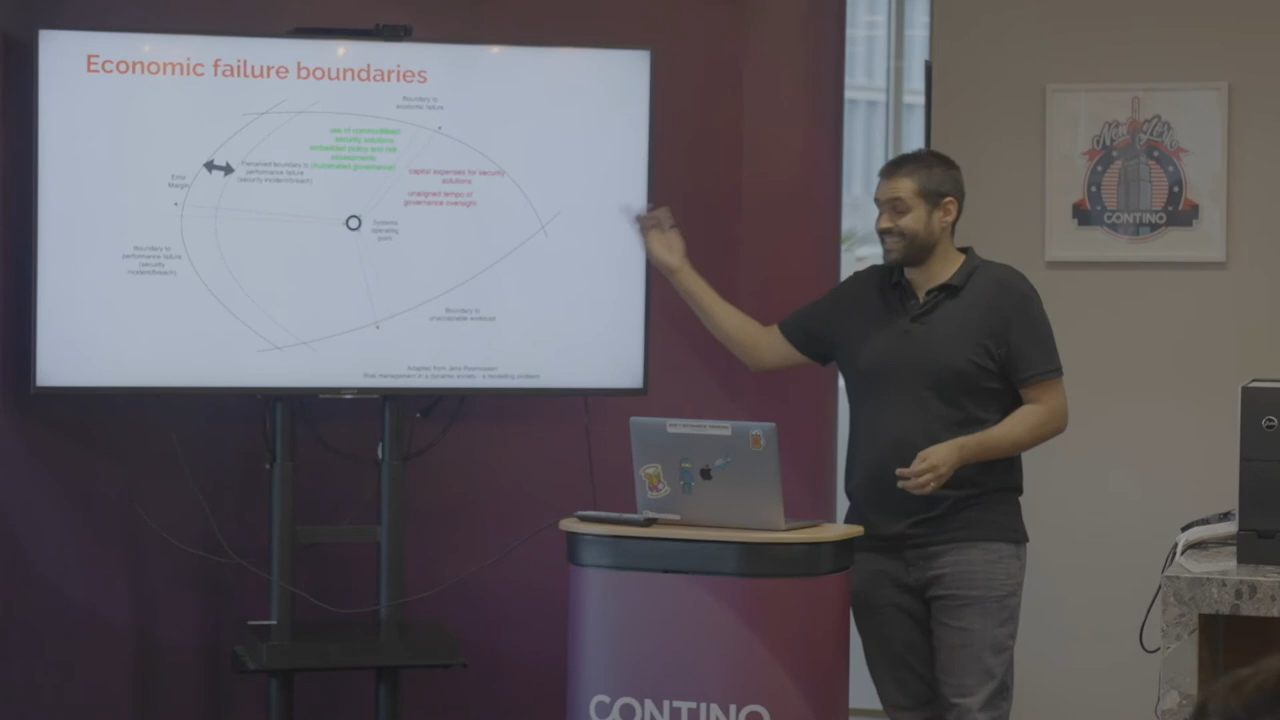 Economic failure boundaries
Boundary to
economic failure
use of commoditised
security solutions,
embedded policy and risk
assessments
(automated governance)
Perceived boundary to
performance failure
(security incident/breach)
capital expenses for security
solutions
unaligned tempo of
governance oversight
Error
Margin
Systems
operating
point
Boundary to
performance failure
(security
incident/breach)
Boundary to
unacceptable workload
Adapted from Jens Rasmussen
Risk management in a dynamic society - a modelling problem
New York
CONTINO
CONTINO